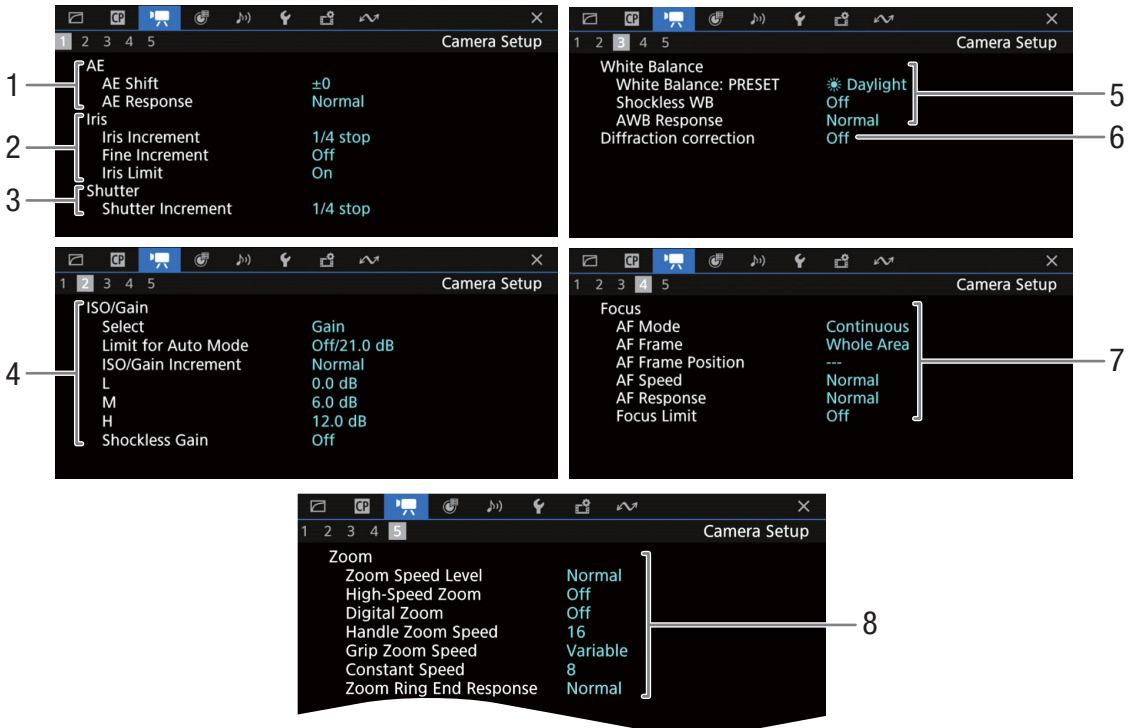 CP
1 2 3 4 5 Camera Setup
1
AE
AE Shift ±0
AE Response Normal
2
Iris
Iris Increment 1/4 stop
Fine Increment Off
Iris Limit On
3
Shutter
Shutter Increment 1/4 stop
CP
1 2 3 4 5 Camera Setup
White Balance
White Balance: PRESET Daylight
Shockless WB Off
AWB Response Normal
5
Diffraction correction Off
6
CP
1 2 3 4 5 Camera Setup
4
ISO/Gain
Select Gain
Limit for Auto Mode Off/21.0 dB
ISO/Gain Increment Normal
L 0.0 dB
M 6.0 dB
H 12.0 dB
Shockless Gain Off
CP
1 2 3 4 5 Camera Setup
Focus
AF Mode Continuous
AF Frame Whole Area
AF Frame Position ---
AF Speed Normal
AF Response Normal
Focus Limit Off
7
CP
1 2 3 4 5 Camera Setup
Zoom
Zoom Speed Level Normal
High-Speed Zoom Off
Digital Zoom Off
Handle Zoom Speed 16
Grip Zoom Speed Variable
Constant Speed 8
Zoom Ring End Response Normal
8